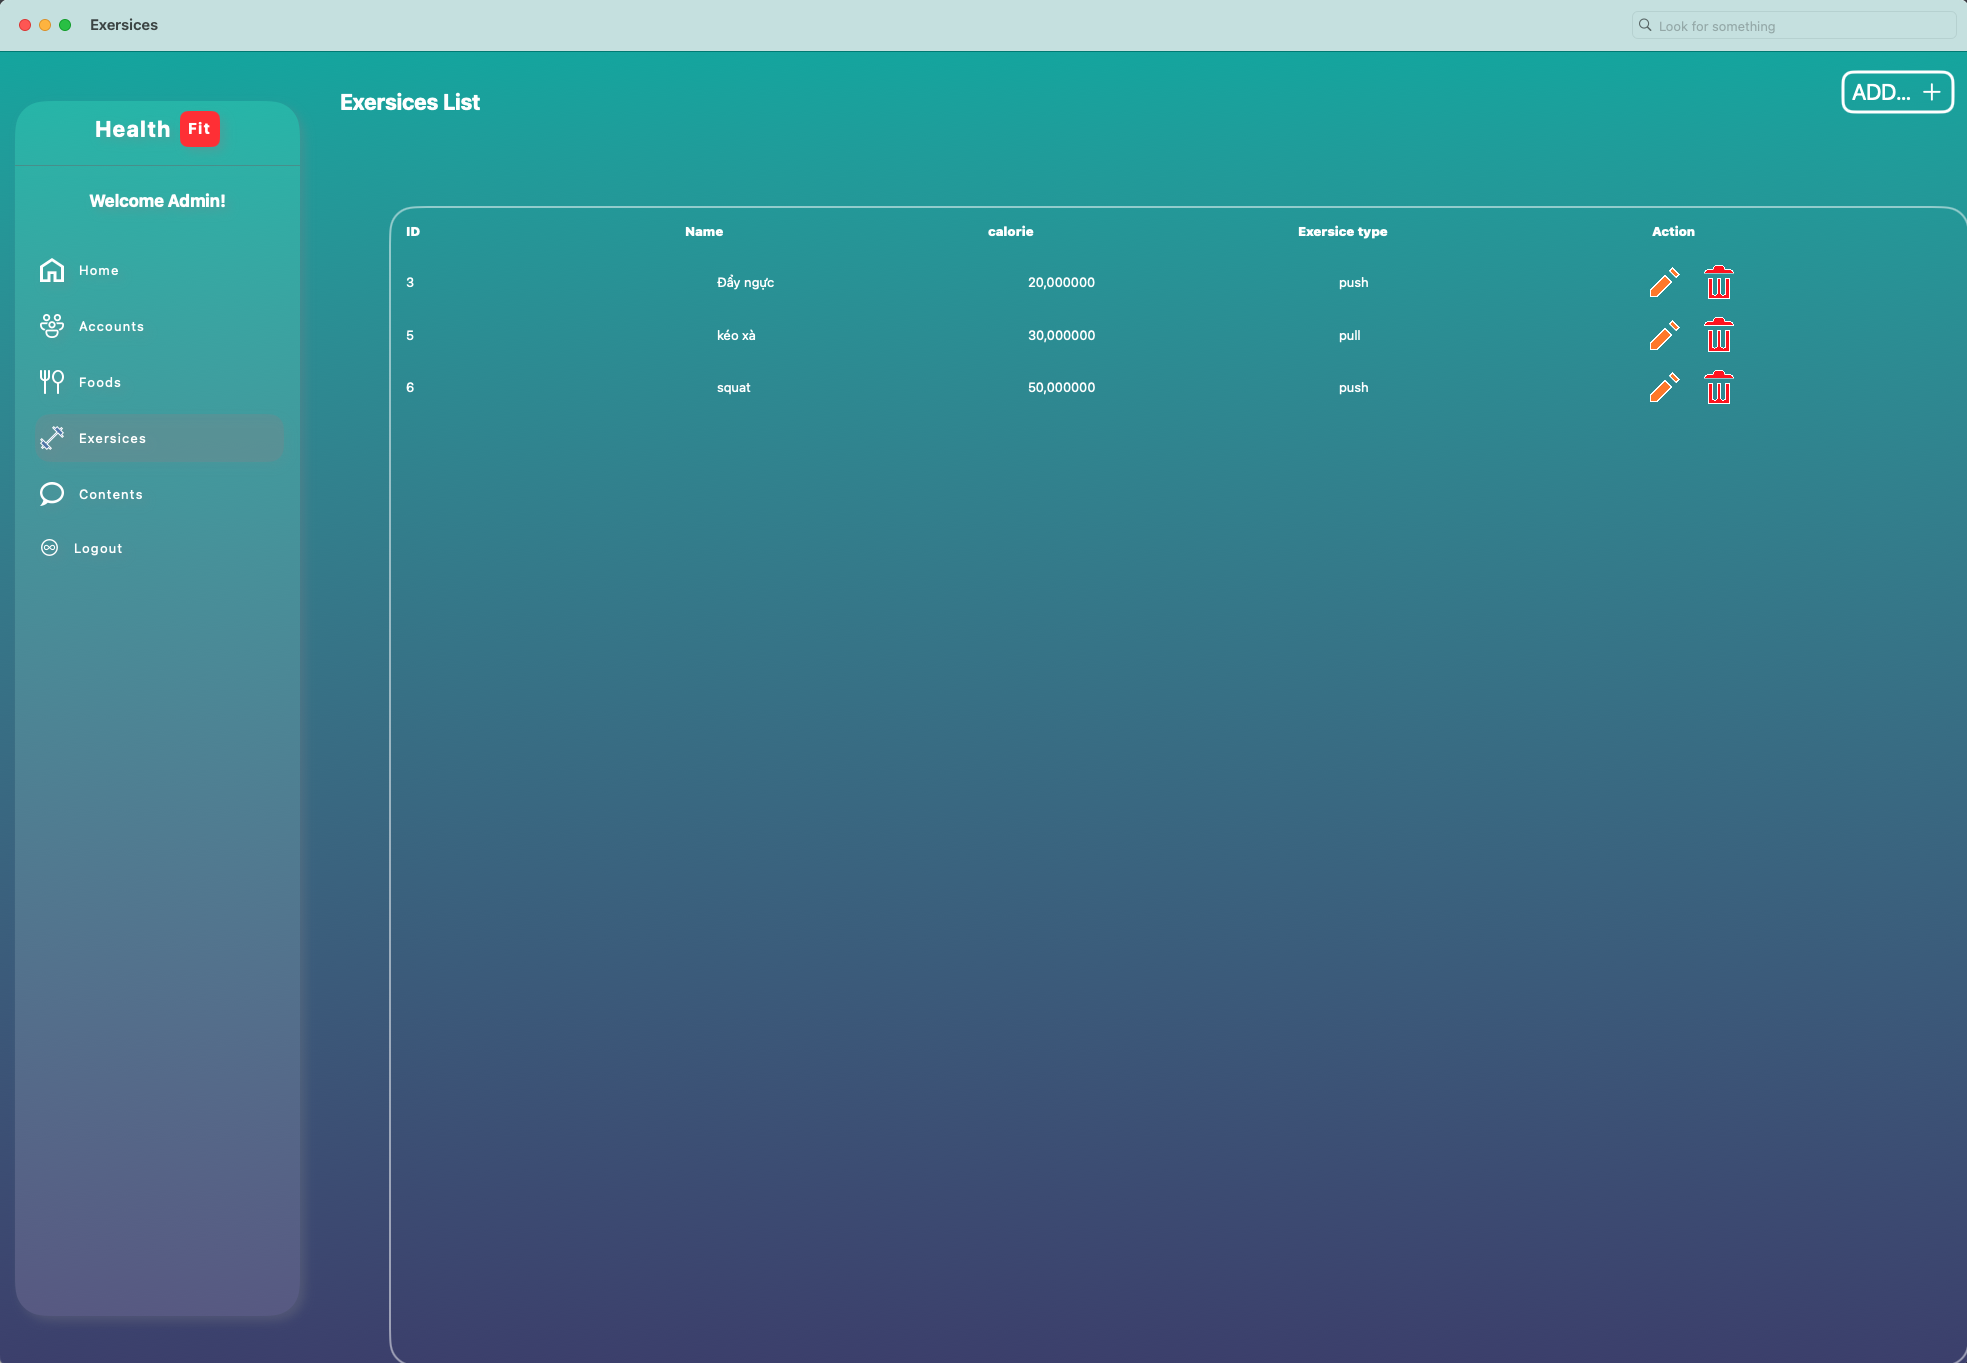 Exersices
Look for something
Exersices List
ADD...
Health Fit
Welcome Admin!
Home
Accounts
Foods
Exersices
Contents
Logout
ID Name calorie Exersice type Action
3 Đẩy ngực 20,000000 push
5 kéo xà 30,000000 pull
6 squat 50,000000 push